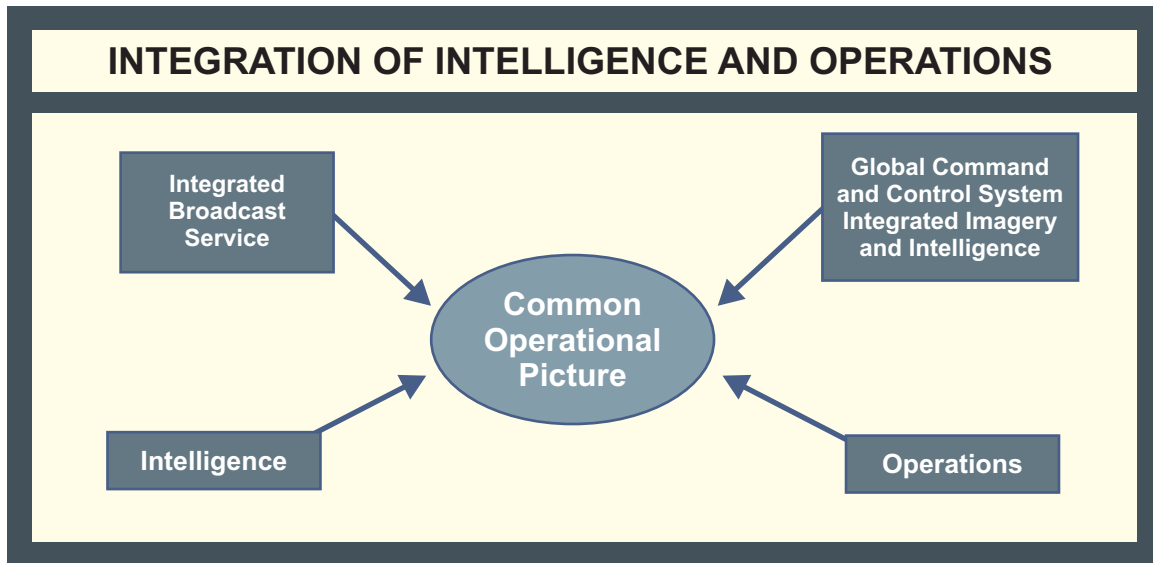 INTEGRATION OF INTELLIGENCE AND OPERATIONS
Integrated
Broadcast
Service
Global Command
and Control System
Integrated Imagery
and Intelligence
Common
Operational
Picture
Intelligence
Operations